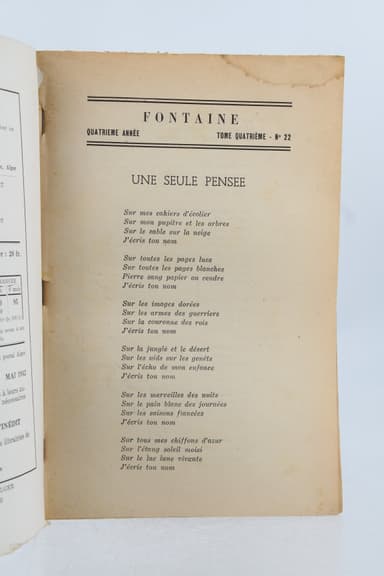 FONTAINE
QUATRIEME ANNÉE
TOME QUATRIÈME - Nº 22
UNE SEULE PENSEE
Sur mes cahiers d'écolier
Sur mon pupitre et les arbres
Sur le sable sur la neige
J'écris ton nom
Sur toutes les pages lues
Sur toutes les pages blanches
Pierre sang papier ou cendre
J'écris ton nom
Sur les images dorées
Sur les armes des guerriers
Sur la couronne des rois
J'écris ton nom
Sur la jungle et le désert
Sur les nids sur les genêts
Sur l'écho de mon enfance
J'écris ton nom
Sur les merveilles des nuits
Sur le pain blanc des journées
Sur les saisons fiancées
J'écris ton nom
Sur tous mes chiffons d'azur
Sur l'étang soleil moisi
Sur le lac lune vivante
J'écris ton nom
MAI 1942